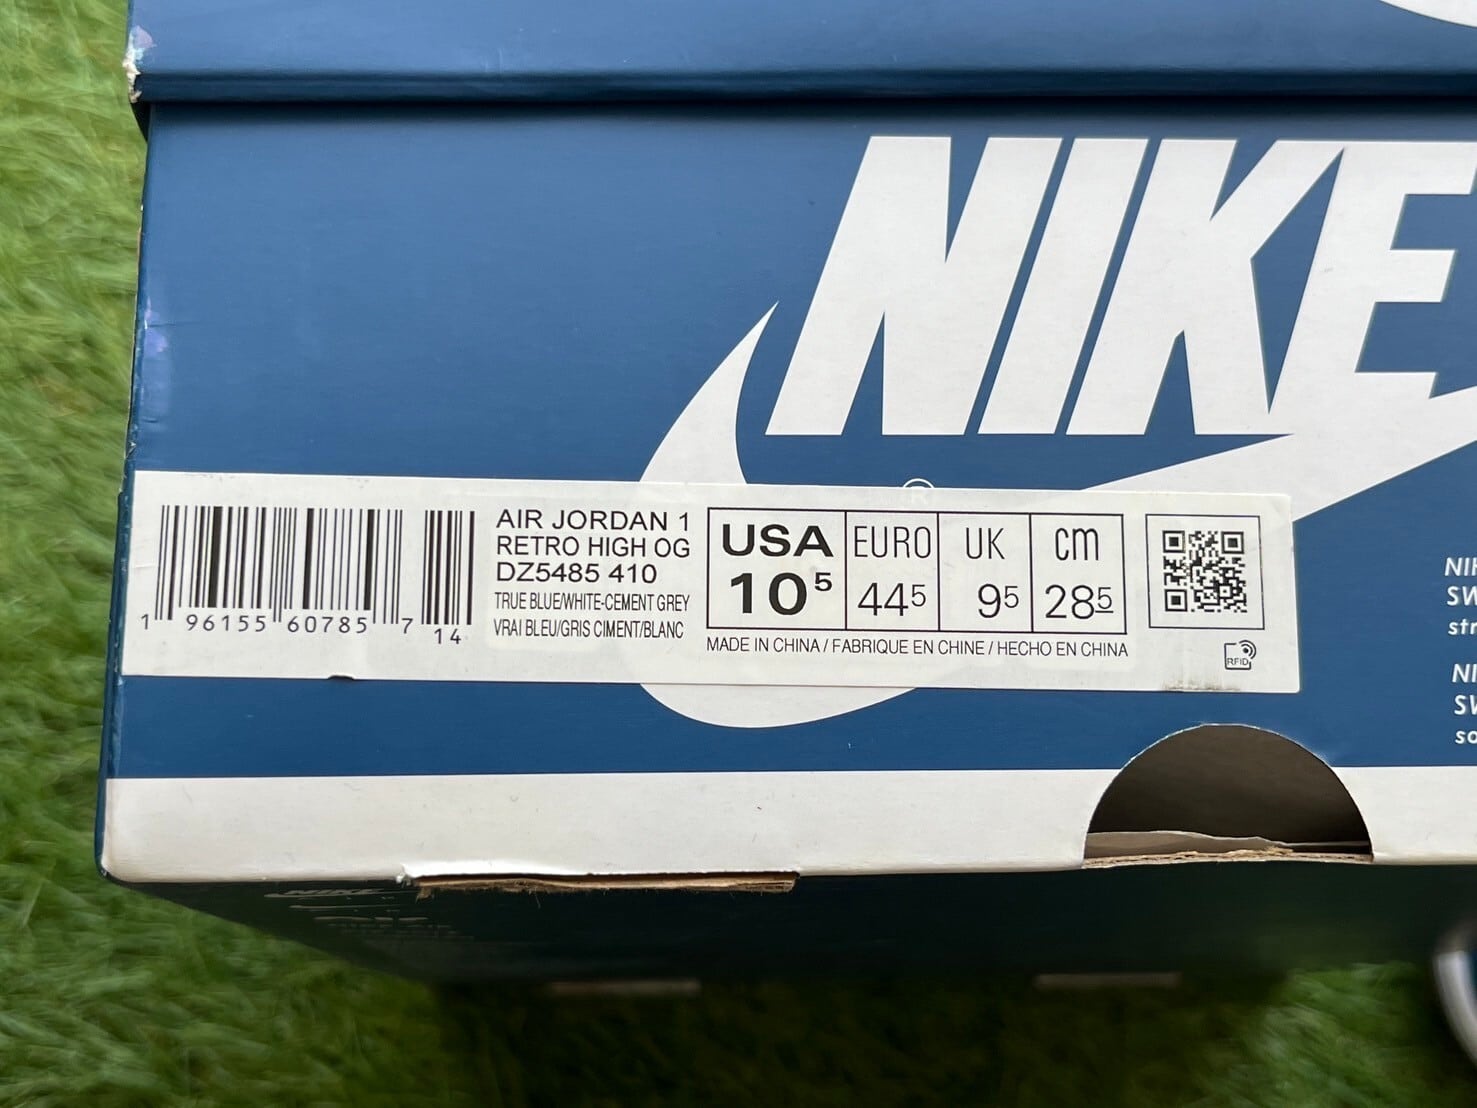 NIKE
®
AIR JORDAN 1
RETRO HIGH OG
DZ5485 410
TRUE BLUE/WHITE-CEMENT GREY
VRAI BLEU/GRIS CIMENT/BLANC
1 96155 60785 7 14
USA EURO UK cm
10⁵ 44⁵ 9⁵ 28⁵
MADE IN CHINA / FABRIQUE EN CHINE / HECHO EN CHINA
RFID
NIKE